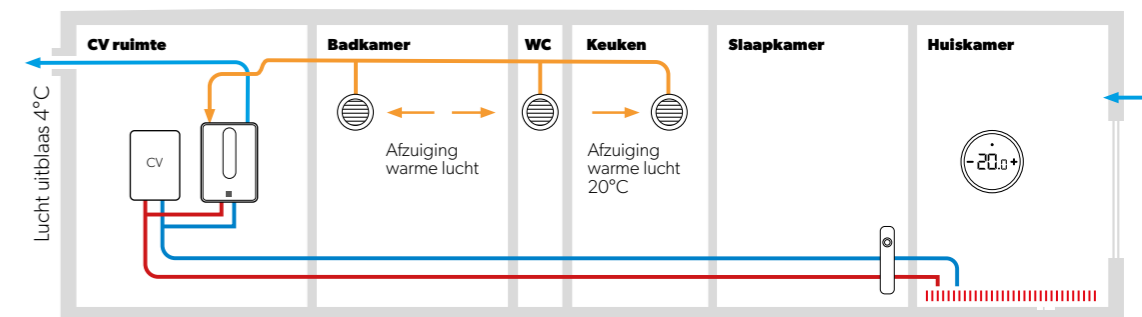 CV ruimte
Badkamer
WC
Keuken
Slaapkamer
Huiskamer
Lucht uitblaas 4°C
CV
Afzuiging
warme lucht
Afzuiging
warme lucht
20°C
-20.0+